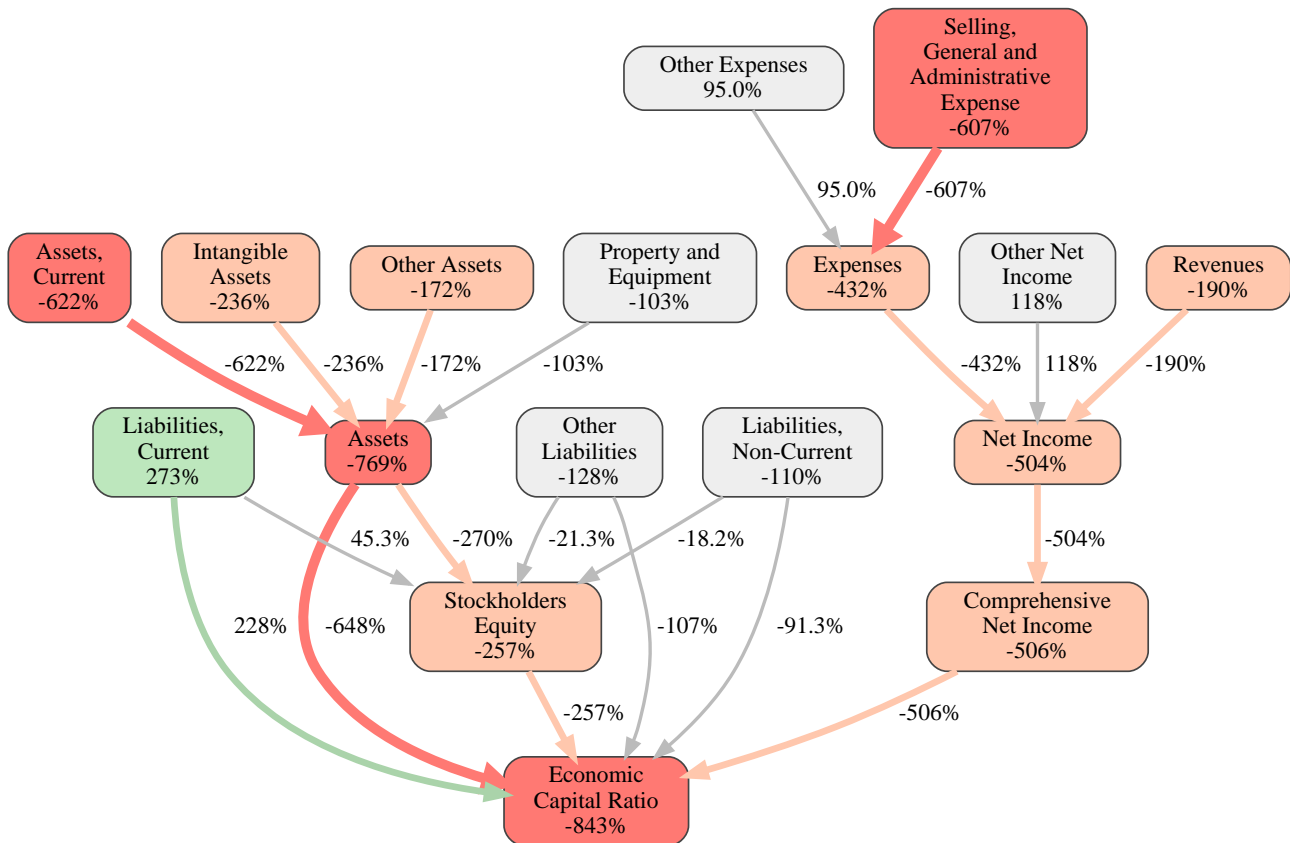 Selling,
General and
Administrative
Expense
-607%
Other Expenses
95.0%
95.0%
-607%
Assets,
Current
-622%
Intangible
Assets
-236%
Other Assets
-172%
Property and
Equipment
-103%
Expenses
-432%
Other Net
Income
118%
Revenues
-190%
-622%
-236%
-172%
-103%
-432%
118%
-190%
Liabilities,
Current
273%
Assets
-769%
Other
Liabilities
-128%
Liabilities,
Non-Current
-110%
Net Income
-504%
45.3%
-270%
-21.3%
-18.2%
-504%
Stockholders
Equity
-257%
Comprehensive
Net Income
-506%
228%
-648%
-107%
-91.3%
-257%
-506%
Economic
Capital Ratio
-843%